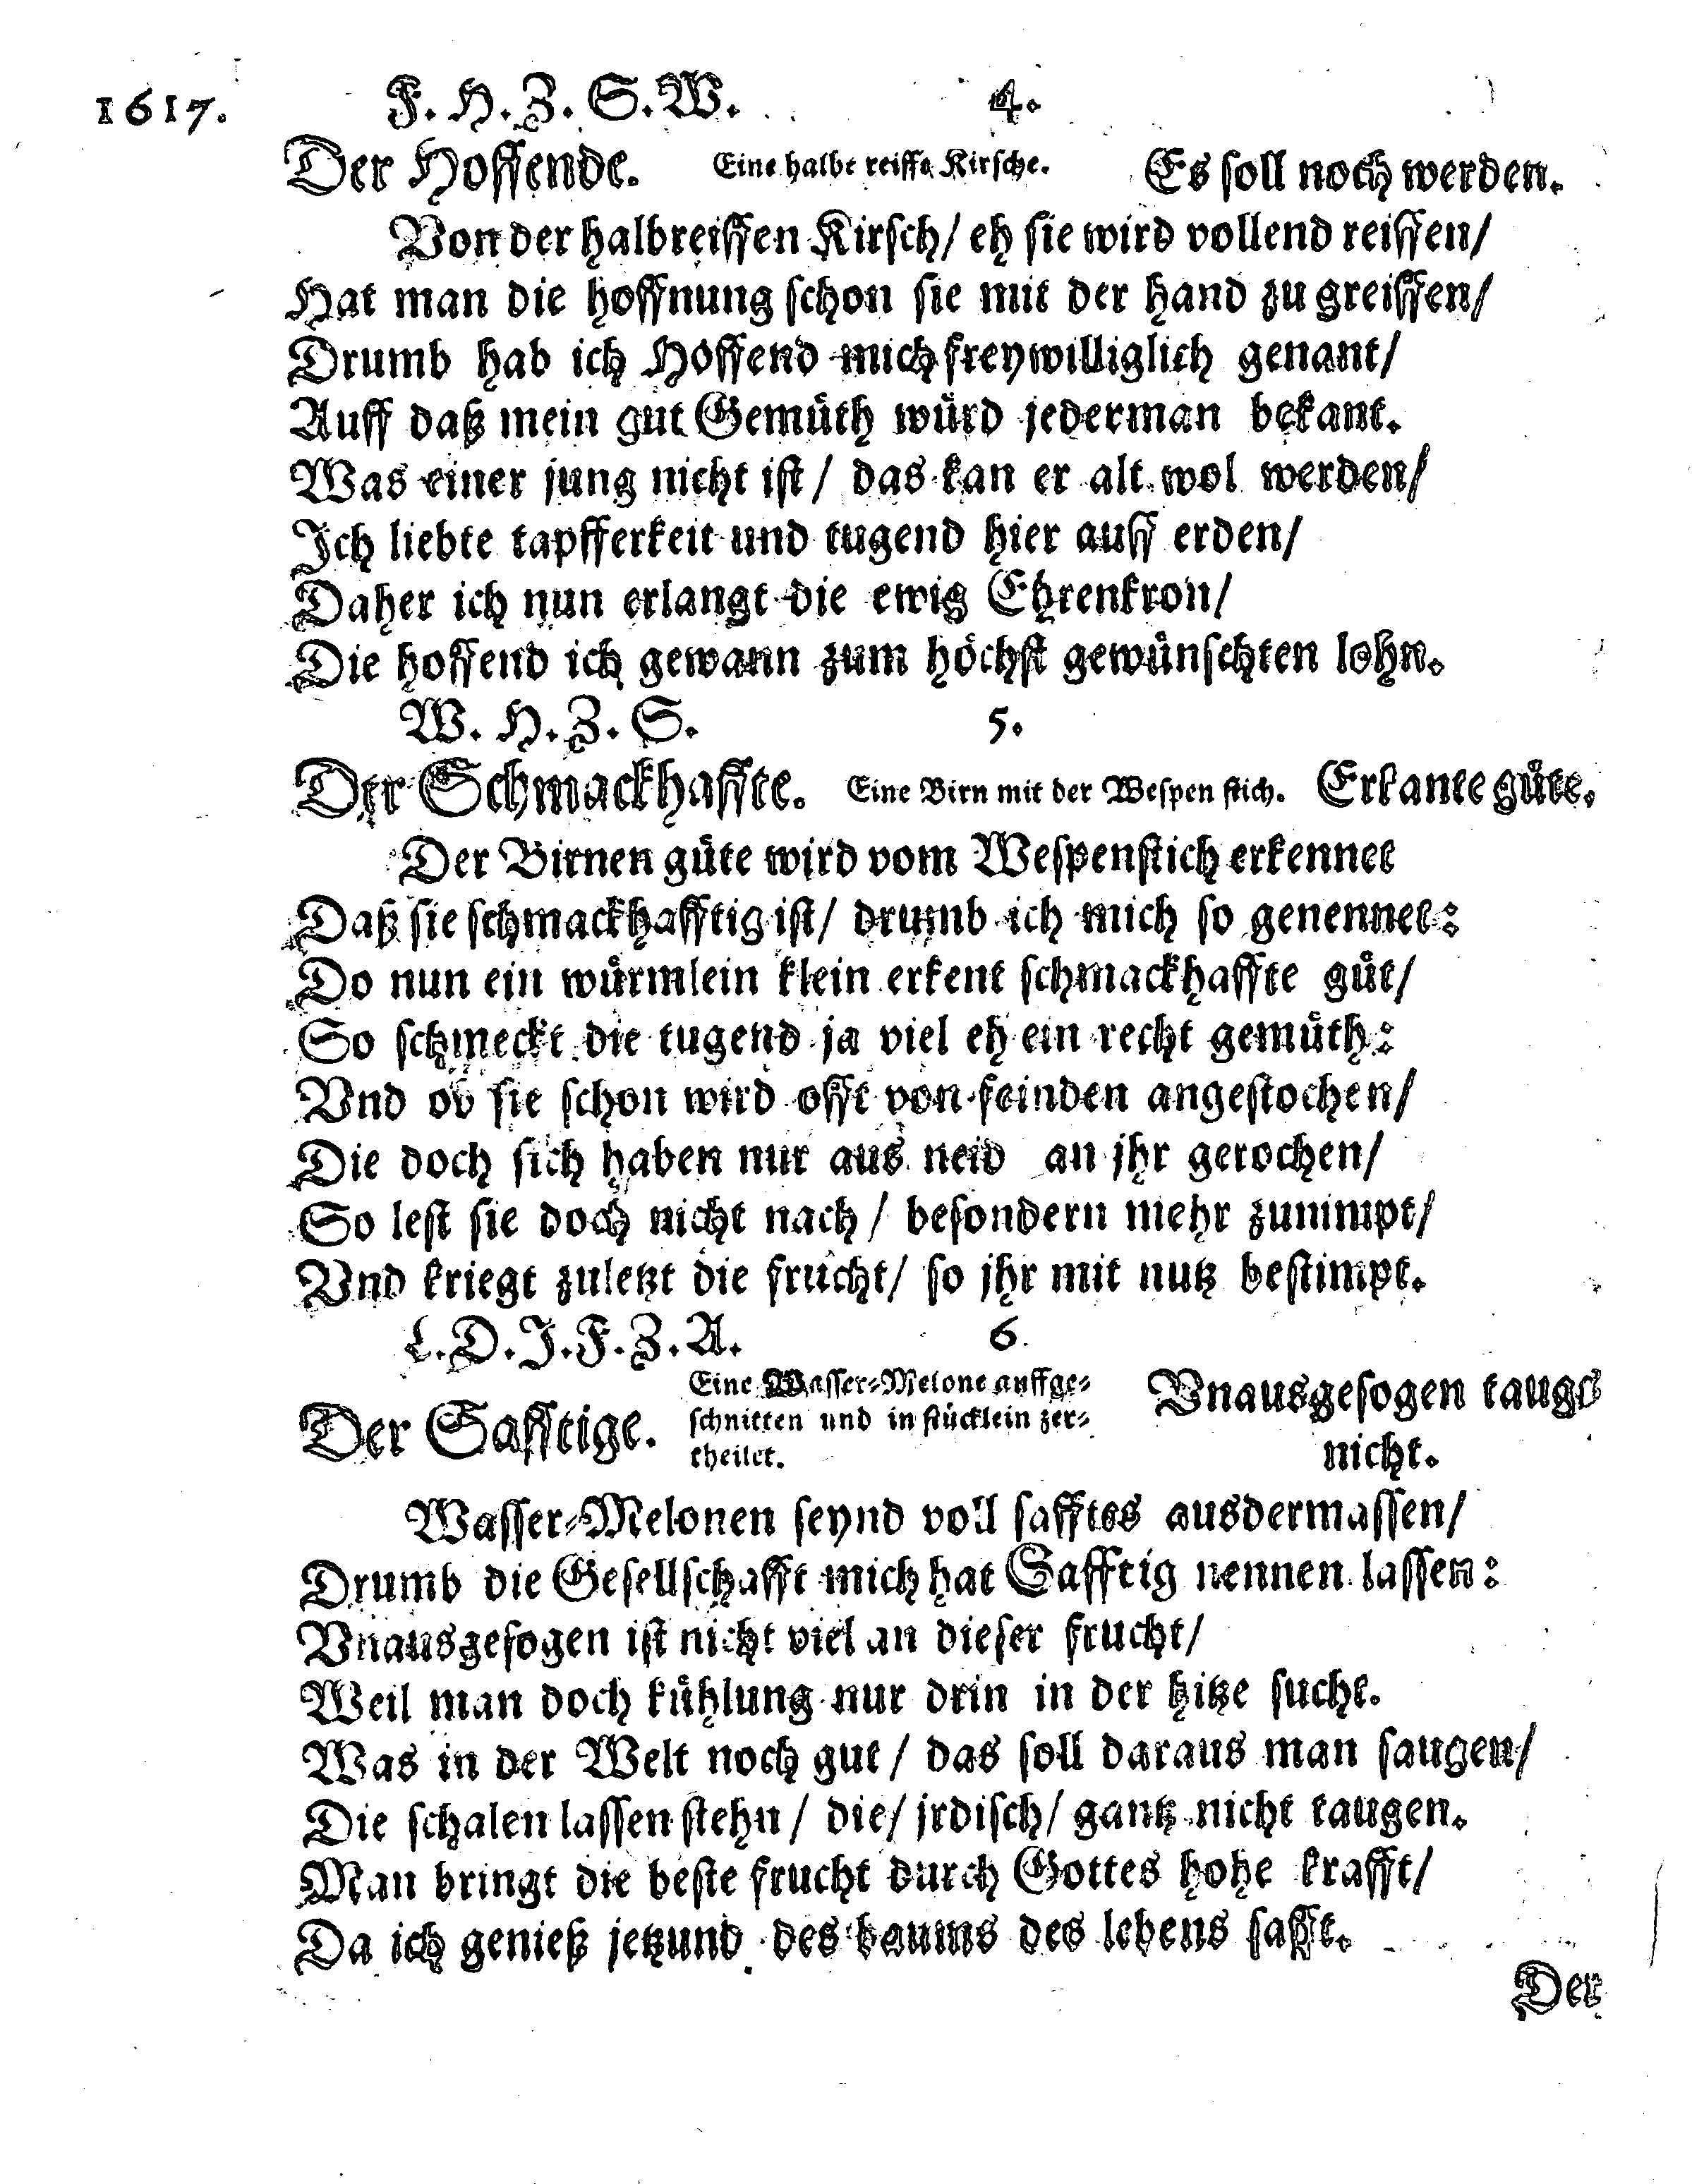 1617. F. H. Z. S. W. 4.
Der Hoffende. Eine halbe reiffe Kirsche. Es soll noch werden.
Von der halbreiffen Kirsch/ eh sie wird vollend reiffen/
Hat man die hoffnung schon sie mit der hand zu greiffen/
Drumb hab ich Hoffend mich freywilliglich genant/
Auff daß mein gut Gemüth würd jederman bekant.
Was einer jung nicht ist/ das kan er alt wol werden/
Ich liebte tapfferkeit und tugend hier auff erden/
Daher ich nun erlangt die ewig Ehrenkron/
Die hoffend ich gewann zum höchst gewünschten lohn.
W. H. Z. S. 5.
Der Schmackhaffte. Eine Birn mit der Wespen stich. Erkante güte.
Der Birnen güte wird vom Wespenstich erkennet
Daß sie schmackhafftig ist/ drumb ich mich so genennet:
Do nun ein würmlein klein erkent schmackhaffte güt/
So schmeckt die tugend ja viel eh ein recht gemüth:
Vnd ob sie schon wird offt von feinden angestochen/
Die doch sich haben nur aus neid an jhr gerochen/
So lest sie doch nicht nach/ besondern mehr zunimpt/
Vnd kriegt zuletzt die frucht/ so jhr mit nutz bestimpt.
L. D. J. F. Z. A. 6.
Der Safftige. Eine Wasser-Melone auffge-
schnitten und in stücklein zer-
theilet.
Vnausgesogen taugt
nicht.
Wasser-Melonen seynd voll safftes ausdermassen/
Drumb die Gesellschafft mich hat Safftig nennen lassen:
Vnausgesogen ist nicht viel an dieser frucht/
Weil man doch kühlung nur drin in der hitze sucht.
Was in der Welt noch gut/ das soll daraus man saugen/
Die schalen lassen stehn/ die/ jrdisch/ gantz nicht taugen.
Man bringt die beste frucht durch Gottes hohe krafft/
Da ich genieß jetzund des baums des lebens safft.
Der